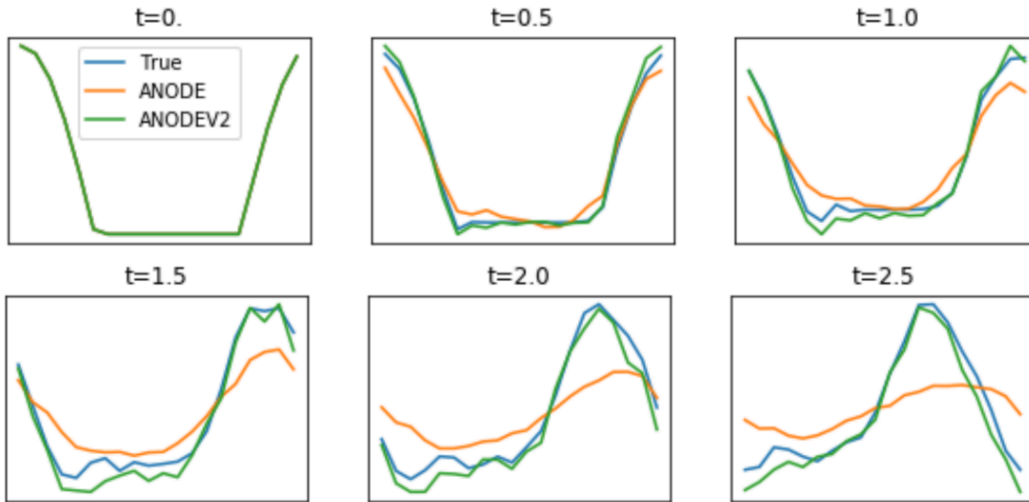 t=0.
t=0.5
t=1.0
True
ANODE
ANODEV2
t=1.5
t=2.0
t=2.5